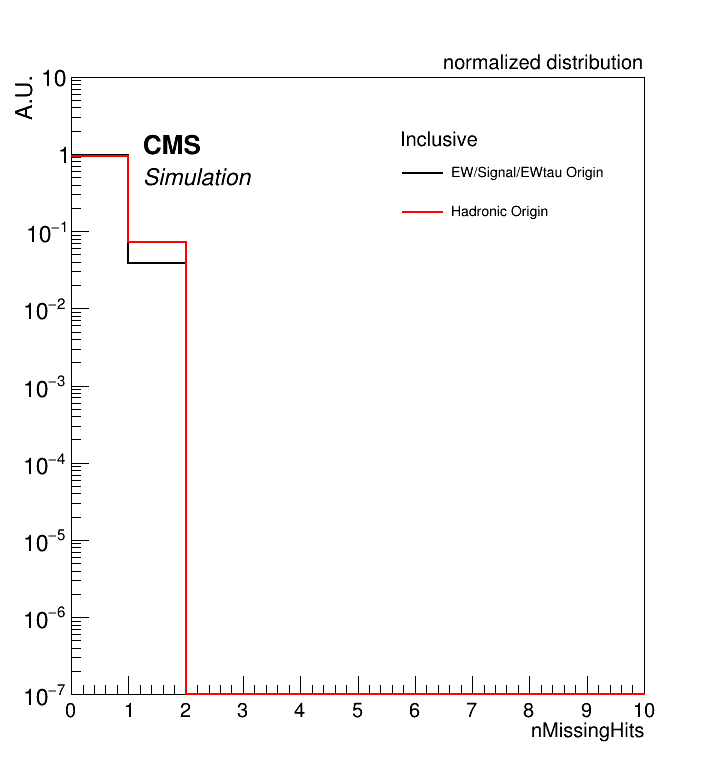 normalized distribution
A.U.
10
1
10⁻¹
10⁻²
10⁻³
10⁻⁴
10⁻⁵
10⁻⁶
10⁻⁷
CMS
Simulation
Inclusive
EW/Signal/EWtau Origin
Hadronic Origin
0 1 2 3 4 5 6 7 8 9 10
nMissingHits